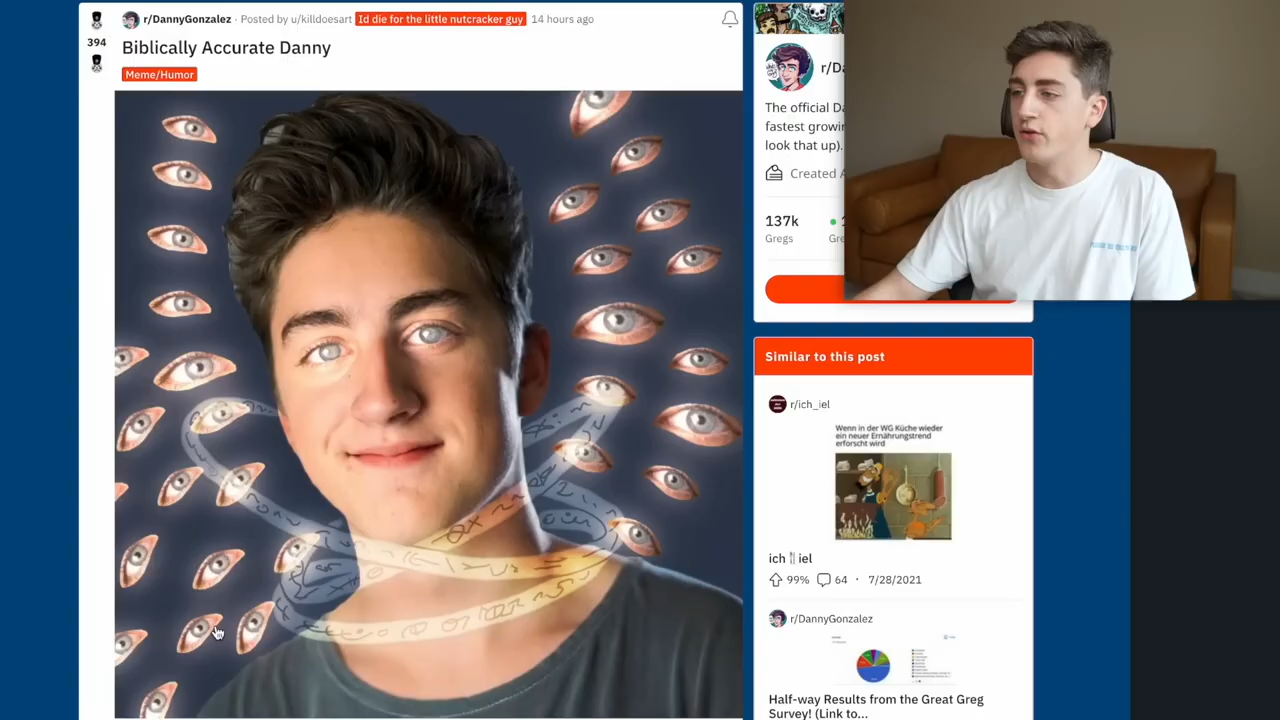 r/DannyGonzalez · Posted by u/killdoesart Id die for the little nutcracker guy 14 hours ago
394
Biblically Accurate Danny
Meme/Humor
r/Da
The official Da
fastest growin
look that up).
Created A
137k
Gregs
Gre
Similar to this post
r/ich_iel
Wenn in der WG Küche wieder
ein neuer Ernährungstrend
erforscht wird
ich iel
99% 64 · 7/28/2021
r/DannyGonzalez
Half-way Results from the Great Greg
Survey! (Link to...